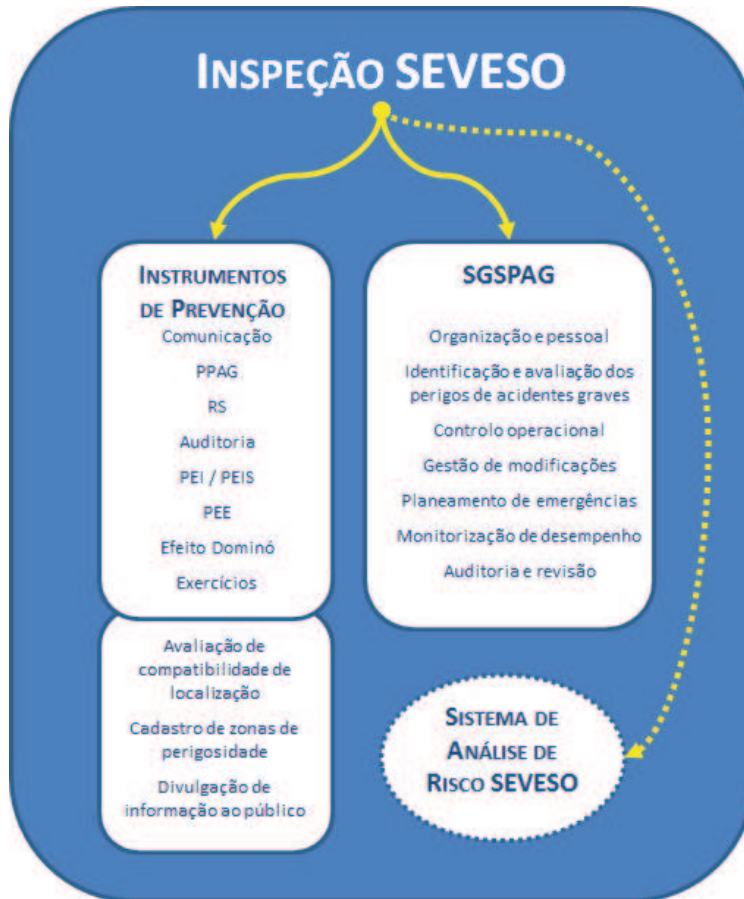 INSPEÇÃO SEVESO
INSTRUMENTOS
DE PREVENÇÃO
Comunicação
PPAG
RS
Auditoria
PEI / PEIS
PEE
Efeito Dominó
Exercícios
Avaliação de
compatibilidade de
localização
Cadastro de zonas de
perigosidade
Divulgação de
informação ao público
SGSPAG
Organização e pessoal
Identificação e avaliação dos
perigos de acidentes graves
Controlo operacional
Gestão de modificações
Planeamento de emergências
Monitorização de desempenho
Auditoria e revisão
SISTEMA DE
ANÁLISE DE
RISCO SEVESO